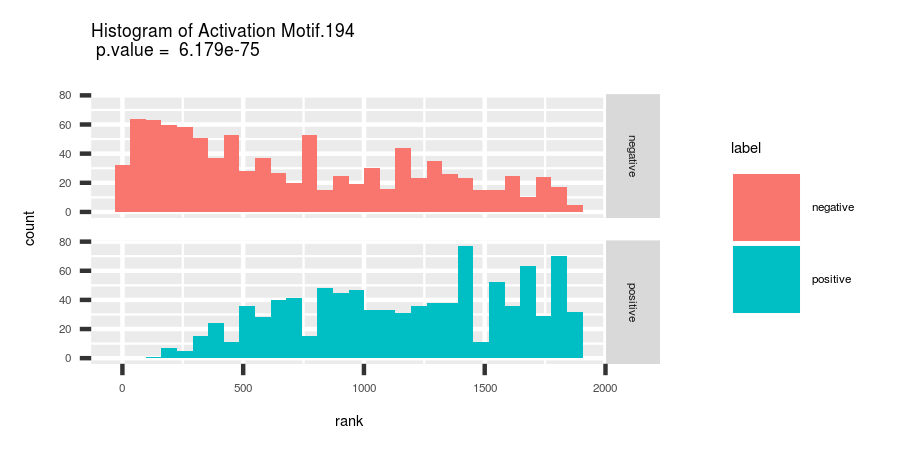 Histogram of Activation Motif.194
p.value =  6.179e-75
80
60
40
20
0
negative
80
60
40
20
0
positive
count
0
500
1000
1500
2000
rank
label
negative
positive